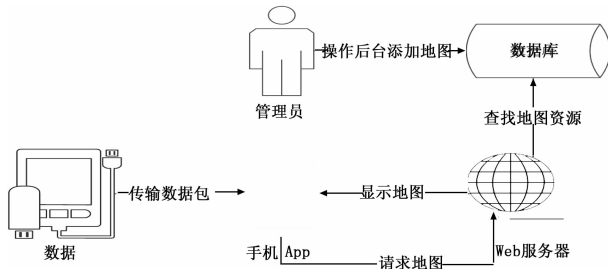 操作后台添加地图
数据库
管理员
查找地图资源
传输数据包
显示地图
数据
手机
App
请求地图
Web服务器